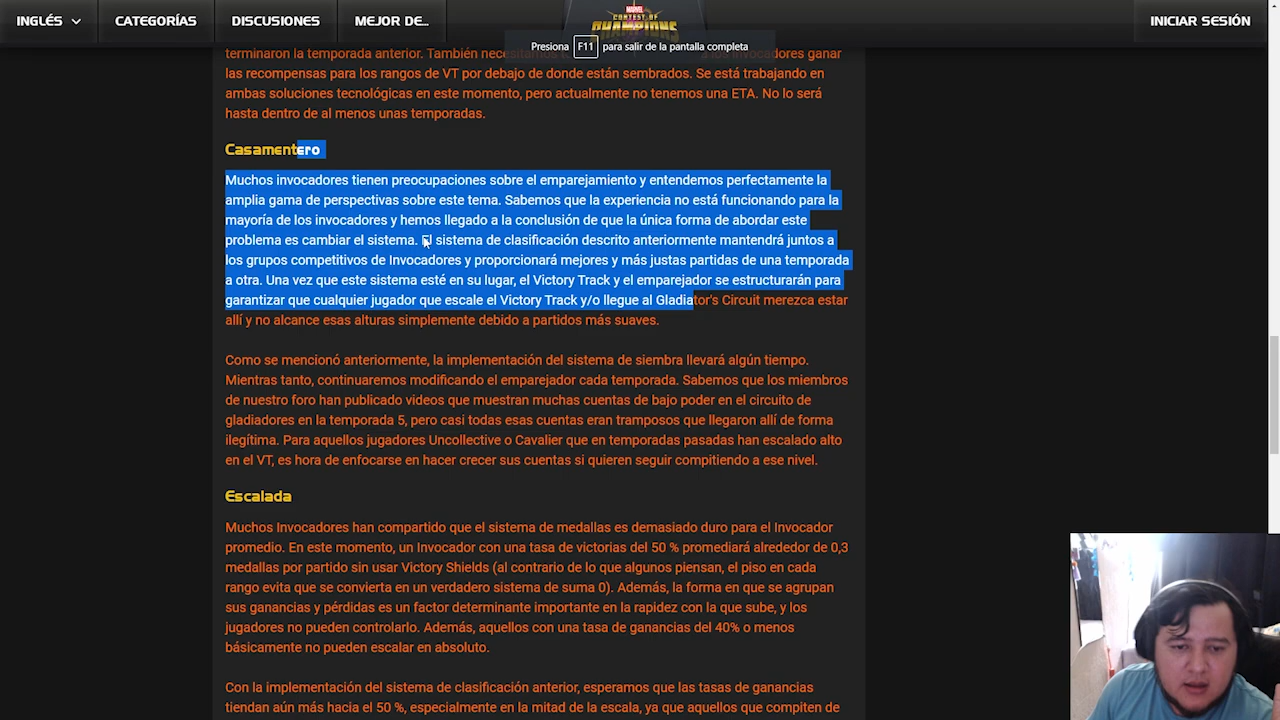 INGLÉS
CATEGORÍAS
DISCUSIONES
MEJOR DE...
MARVEL
CONTEST OF
CHAMPIONS
INICIAR SESIÓN
Presiona F11 para salir de la pantalla completa
terminaron la temporada anterior. También
ganar
las recompensas para los rangos de VT por debajo de donde están sembrados. Se está trabajando en
ambas soluciones tecnológicas en este momento, pero actualmente no tenemos una ETA. No lo será
hasta dentro de al menos unas temporadas.
Casamentero
Muchos invocadores tienen preocupaciones sobre el emparejamiento y entendemos perfectamente la
amplia gama de perspectivas sobre este tema. Sabemos que la experiencia no está funcionando para la
mayoría de los invocadores y hemos llegado a la conclusión de que la única forma de abordar este
problema es cambiar el sistema. El sistema de clasificación descrito anteriormente mantendrá juntos a
los grupos competitivos de Invocadores y proporcionará mejores y más justas partidas de una temporada
a otra. Una vez que este sistema esté en su lugar, el Victory Track y el emparejador se estructurarán para
garantizar que cualquier jugador que escale el Victory Track y/o llegue al Gladiator's Circuit merezca estar
allí y no alcance esas alturas simplemente debido a partidos más suaves.
Como se mencionó anteriormente, la implementación del sistema de siembra llevará algún tiempo.
Mientras tanto, continuaremos modificando el emparejador cada temporada. Sabemos que los miembros
de nuestro foro han publicado videos que muestran muchas cuentas de bajo poder en el circuito de
gladiadores en la temporada 5, pero casi todas esas cuentas eran tramposos que llegaron allí de forma
ilegítima. Para aquellos jugadores Uncollective o Cavalier que en temporadas pasadas han escalado alto
en el VT, es hora de enfocarse en hacer crecer sus cuentas si quieren seguir compitiendo a ese nivel.
Escalada
Muchos Invocadores han compartido que el sistema de medallas es demasiado duro para el Invocador
promedio. En este momento, un Invocador con una tasa de victorias del 50 % promediará alrededor de 0,3
medallas por partido sin usar Victory Shields (al contrario de lo que algunos piensan, el piso en cada
rango evita que se convierta en un verdadero sistema de suma 0). Además, la forma en que se agrupan
sus ganancias y pérdidas es un factor determinante importante en la rapidez con la que sube, y los
jugadores no pueden controlarlo. Además, aquellos con una tasa de ganancias del 40% o menos
básicamente no pueden escalar en absoluto.
Con la implementación del sistema de clasificación anterior, esperamos que las tasas de ganancias
tiendan aún más hacia el 50 %, especialmente en la mitad de la escala, ya que aquellos que compiten de